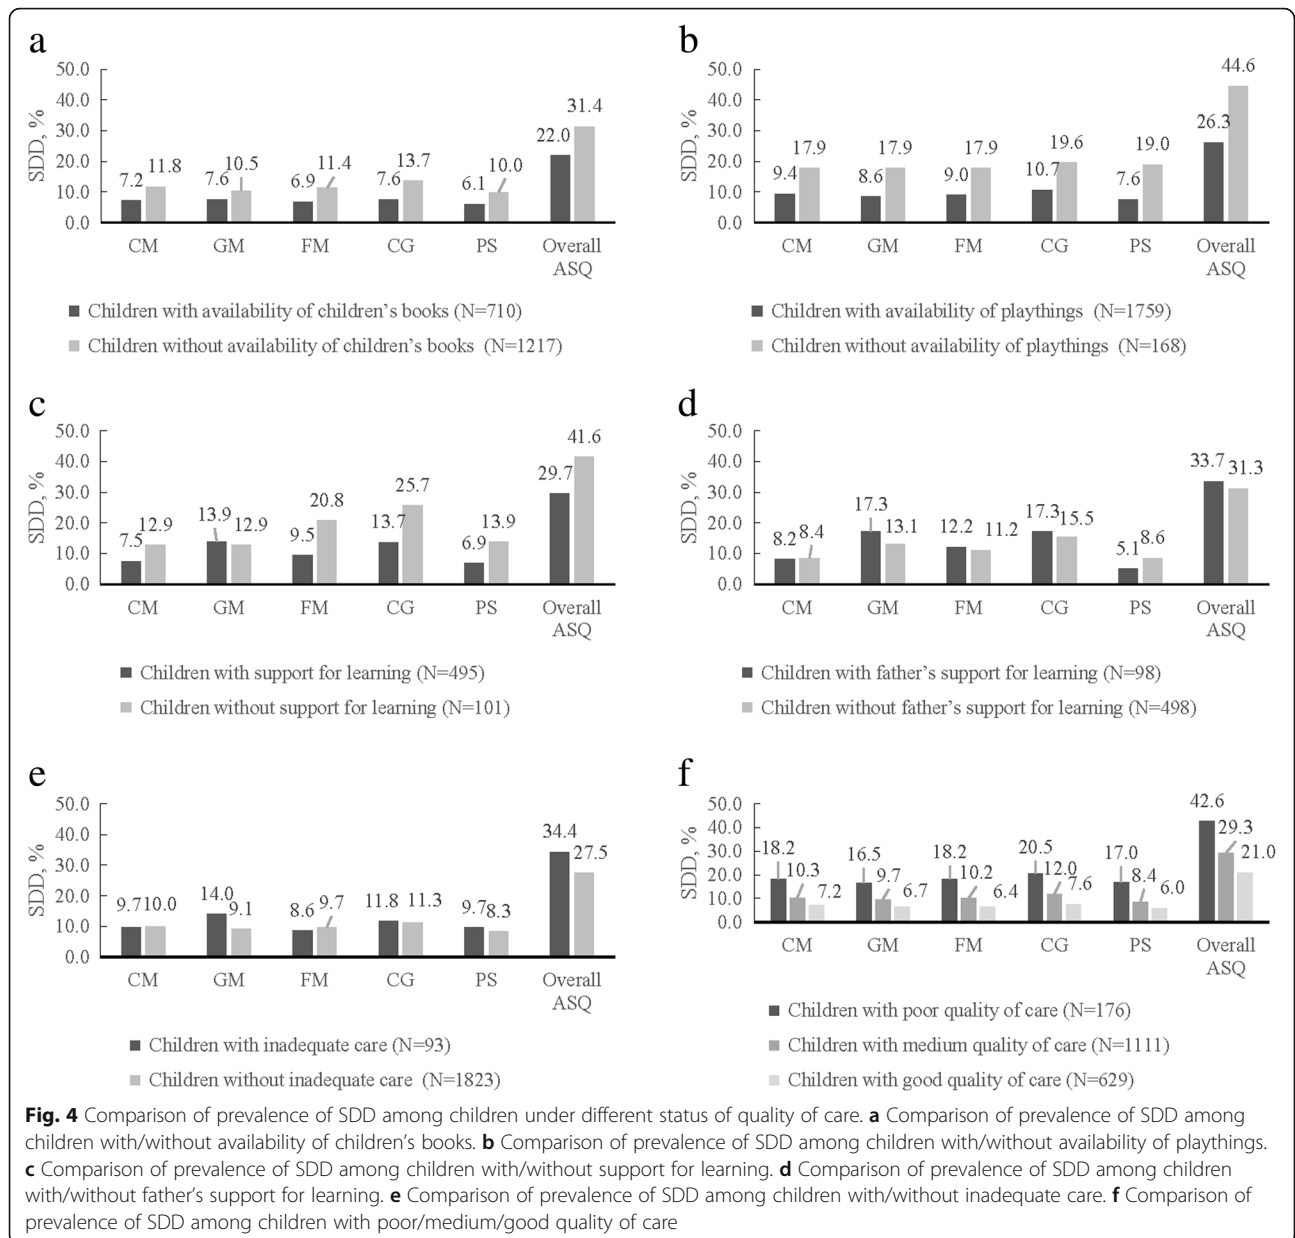 a
50.0
40.0
30.0
20.0
10.0
0.0
SDD, %
7.2 11.8 7.6 10.5 6.9 11.4 7.6 13.7 6.1 10.0 22.0 31.4
CM GM FM CG PS Overall
ASQ
Children with availability of children's books (N=710)
Children without availability of children's books (N=1217)
b
50.0
40.0
30.0
20.0
10.0
0.0
SDD, %
9.4 17.9 8.6 17.9 9.0 17.9 10.7 19.6 7.6 19.0 26.3 44.6
CM GM FM CG PS Overall
ASQ
Children with availability of playthings (N=1759)
Children without availability of playthings (N=168)
c
50.0
40.0
30.0
20.0
10.0
0.0
SDD, %
7.5 12.9 13.9 12.9 9.5 20.8 13.7 25.7 6.9 13.9 29.7 41.6
CM GM FM CG PS Overall
ASQ
Children with support for learning (N=495)
Children without support for learning (N=101)
d
50.0
40.0
30.0
20.0
10.0
0.0
SDD, %
8.2 8.4 17.3 13.1 12.2 11.2 17.3 15.5 5.1 8.6 33.7 31.3
CM GM FM CG PS Overall
ASQ
Children with father's support for learning (N=98)
Children without father's support for learning (N=498)
e
50.0
40.0
30.0
20.0
10.0
0.0
SDD, %
9.7 10.0 14.0 9.1 8.6 9.7 11.8 11.3 9.7 8.3 34.4 27.5
CM GM FM CG PS Overall
ASQ
Children with inadequate care (N=93)
Children without inadequate care (N=1823)
f
50.0
40.0
30.0
20.0
10.0
0.0
SDD, %
18.2 10.3 7.2 16.5 9.7 6.7 18.2 10.2 6.4 20.5 12.0 7.6 17.0 8.4 6.0 42.6 29.3 21.0
CM GM FM CG PS Overall
ASQ
Children with poor quality of care (N=176)
Children with medium quality of care (N=1111)
Children with good quality of care (N=629)
Fig. 4 Comparison of prevalence of SDD among children under different status of quality of care. a Comparison of prevalence of SDD among
children with/without availability of children's books. b Comparison of prevalence of SDD among children with/without availability of playthings.
c Comparison of prevalence of SDD among children with/without support for learning. d Comparison of prevalence of SDD among children
with/without father's support for learning. e Comparison of prevalence of SDD among children with/without inadequate care. f Comparison of
prevalence of SDD among children with poor/medium/good quality of care